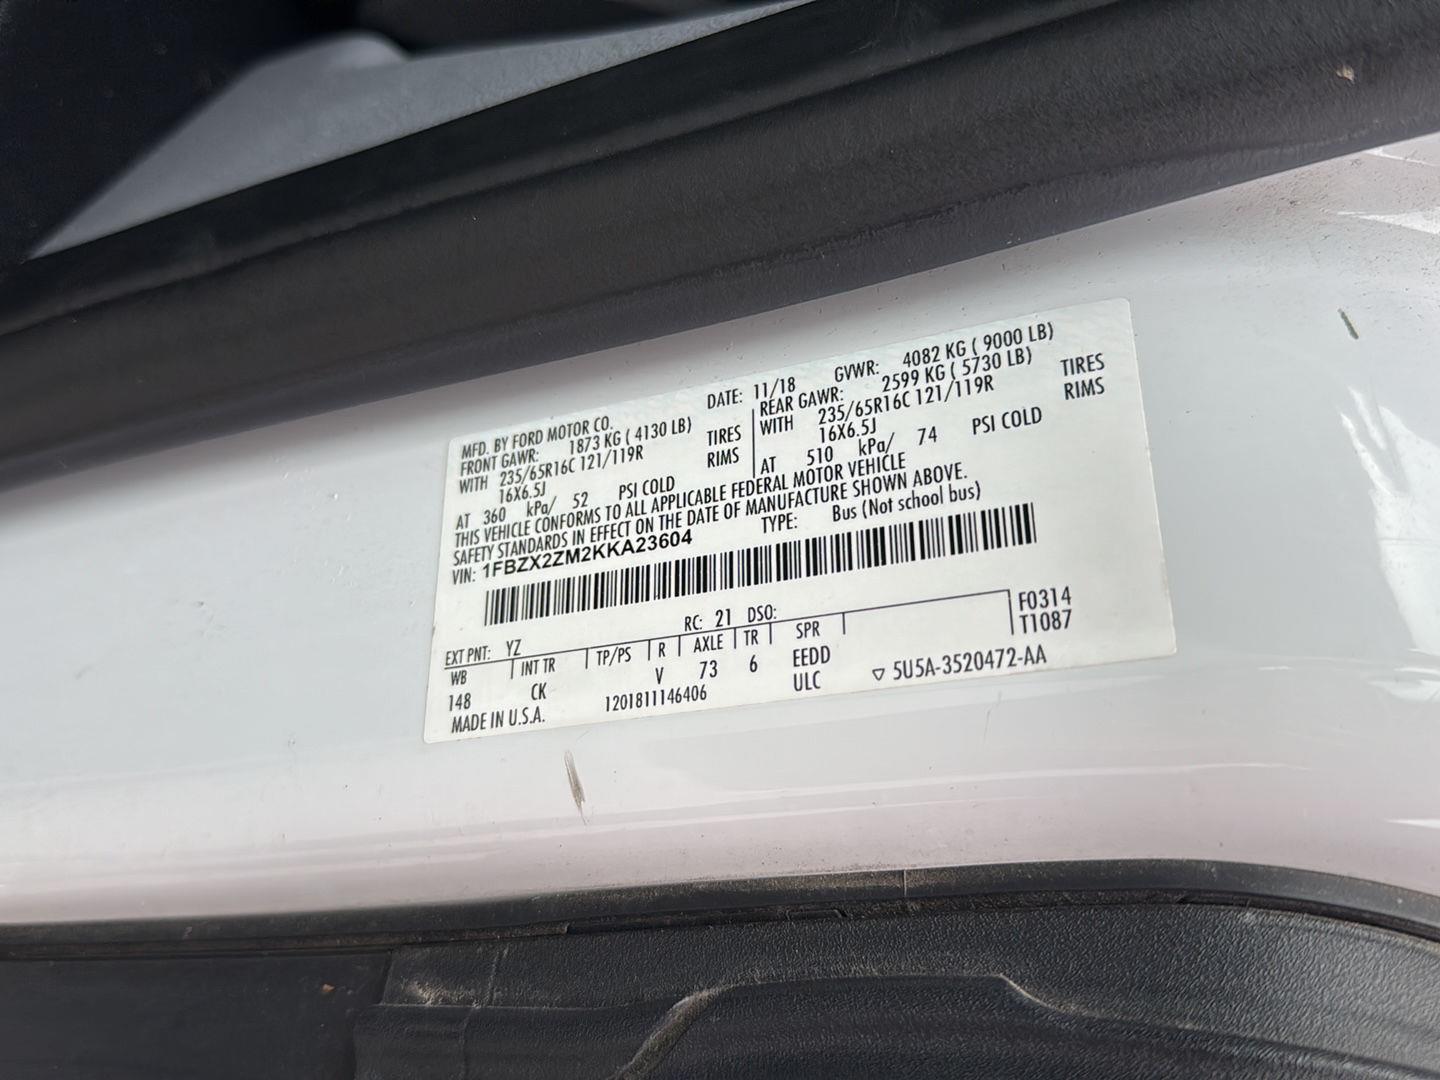 MFD. BY FORD MOTOR CO. DATE: 11/18 GVWR: 4082 KG ( 9000 LB)
FRONT GAWR: 1873 KG ( 4130 LB) REAR GAWR: 2599 KG ( 5730 LB)
WITH 235/65R16C 121/119R TIRES WITH 235/65R16C 121/119R TIRES
16X6.5J RIMS 16X6.5J RIMS
AT 360 kPa/ 52 PSI COLD AT 510 kPa/ 74 PSI COLD
THIS VEHICLE CONFORMS TO ALL APPLICABLE FEDERAL MOTOR VEHICLE
SAFETY STANDARDS IN EFFECT ON THE DATE OF MANUFACTURE SHOWN ABOVE.
VIN: 1FBZX2ZM2KKA23604 TYPE: Bus (Not school bus)
RC: 21 DSO:
EXT PNT: YZ F0314
WB INT TR TP/PS R AXLE TR SPR T1087
148 CK V 73 6 EEDD
MADE IN U.S.A. 1201811146406 ULC ▽ 5U5A-3520472-AA